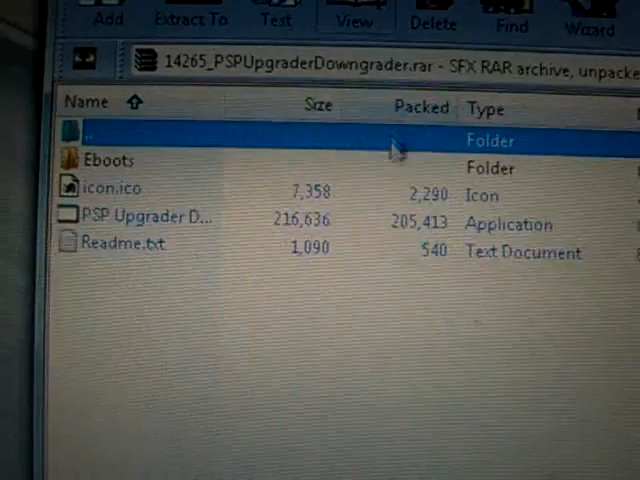 Add Extract To Test View Delete Find Wizard
14265_PSPUpgraderDowngrader.rar - SFX RAR archive, unpacke
Name Size Packed Type
.. Folder
Eboots Folder
icon.ico 7,358 2,290 Icon
PSP Upgrader D... 216,636 205,413 Application
Readme.txt 1,090 540 Text Document